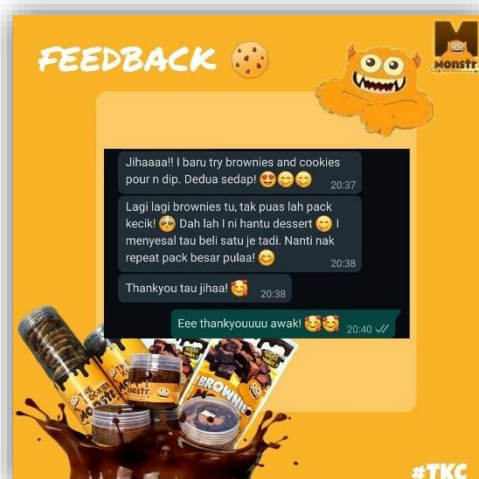 FEEDBACK 🍪
MONSTR
Jihaaaa!! I baru try brownies and cookies
pour n dip. Dedua sedap! 😍😋😋
20:37
Lagi lagi brownies tu, tak puas lah pack
kecik! 🥺 Dah lah I ni hantu dessert 😋 I
menyesal tau beli satu je tadi. Nanti nak
repeat pack besar pulaa! 😋
20:38
Thankyou tau jihaa! 🥰 20:38
Eee thankyouuuu awak! 🥰🥰 20:40
MONSTR
BROWNIE
#TKC